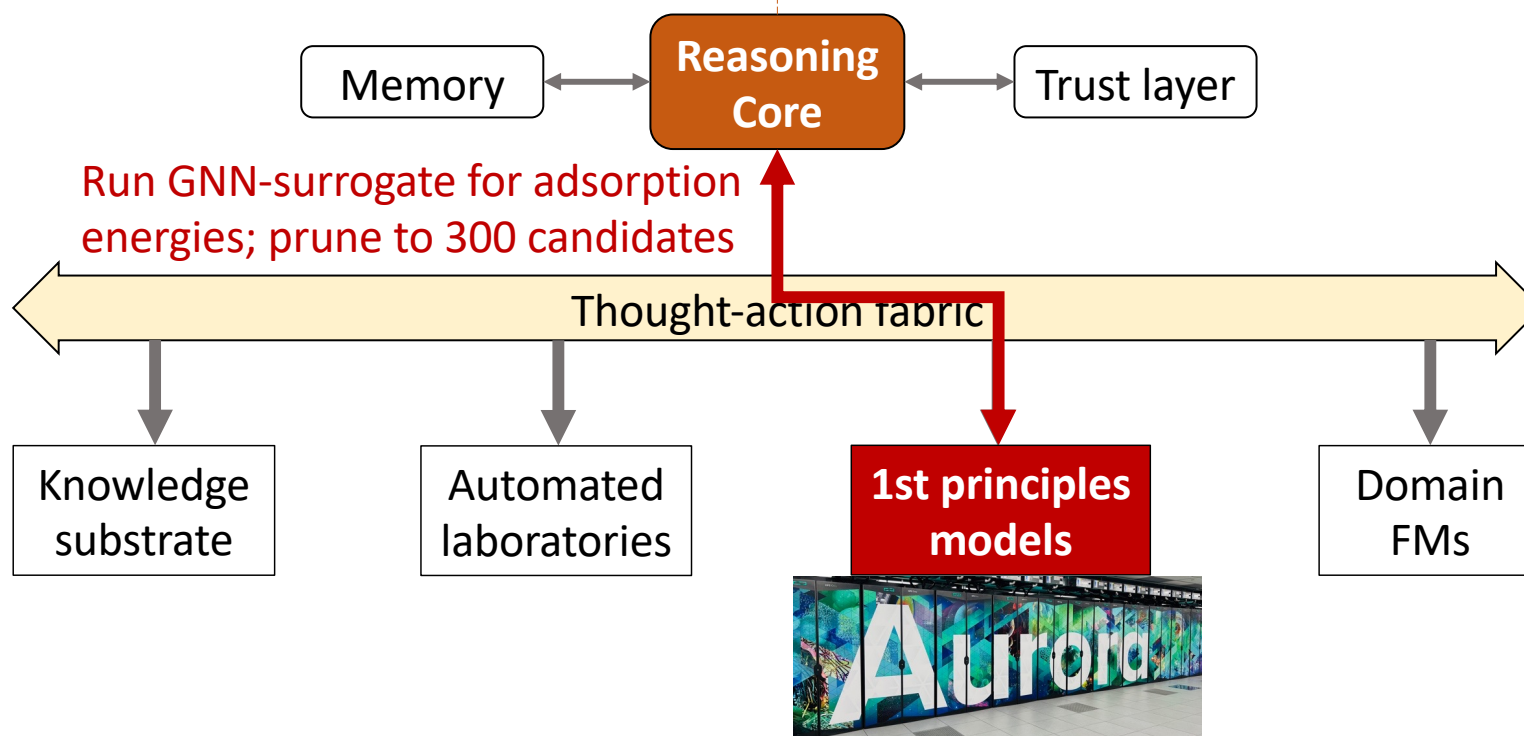 Memory
Reasoning
Core
Trust layer
Run GNN-surrogate for adsorption
energies; prune to 300 candidates
Thought-action fabric
Knowledge
substrate
Automated
laboratories
1st principles
models
Domain
FMs
Aurora